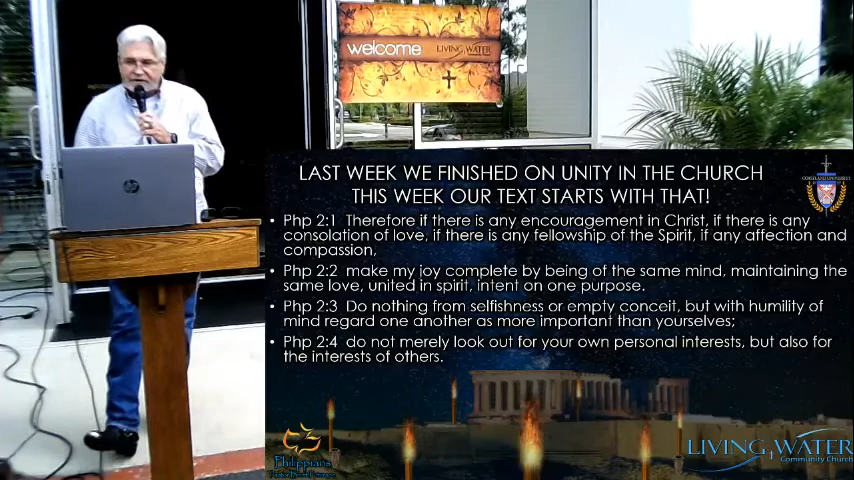 welcome LIVING WATER
LAST WEEK WE FINISHED ON UNITY IN THE CHURCH
THIS WEEK OUR TEXT STARTS WITH THAT!
• Php 2:1 Therefore if there is any encouragement in Christ, if there is any
consolation of love, if there is any fellowship of the Spirit, if any affection and
compassion,
• Php 2:2 make my joy complete by being of the same mind, maintaining the
same love, united in spirit, intent on one purpose.
• Php 2:3 Do nothing from selfishness or empty conceit, but with humility of
mind regard one another as more important than yourselves;
• Php 2:4 do not merely look out for your own personal interests, but also for
the interests of others.
hp
Philippians
LIVING WATER
Community Church